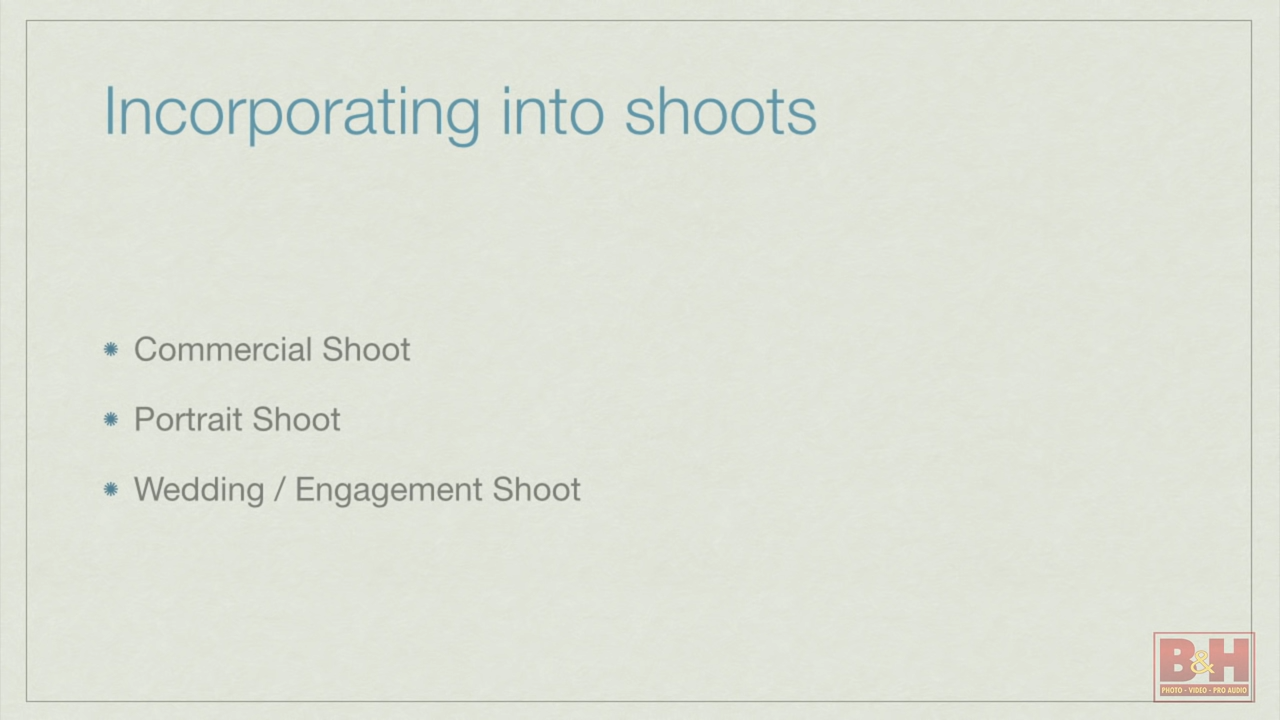 Incorporating into shoots
Commercial Shoot
Portrait Shoot
Wedding / Engagement Shoot
B&H
PHOTO - VIDEO - PRO AUDIO